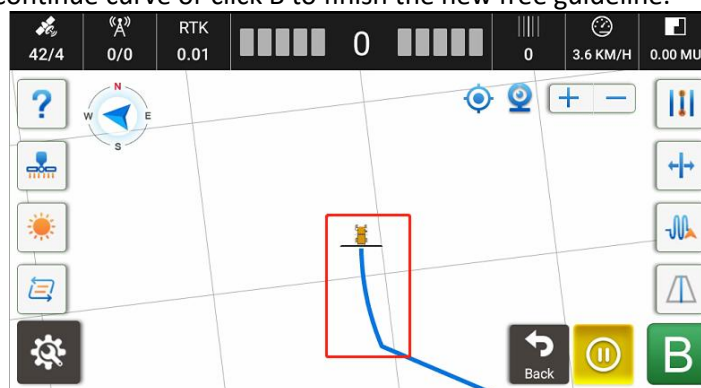 continue curve or click B to finish the new free guideline.
RTK
42/4 0/0 0.01 0 0 3.6 KM/H 0.00 MU
?
N
W E
S
+ −
Back
B